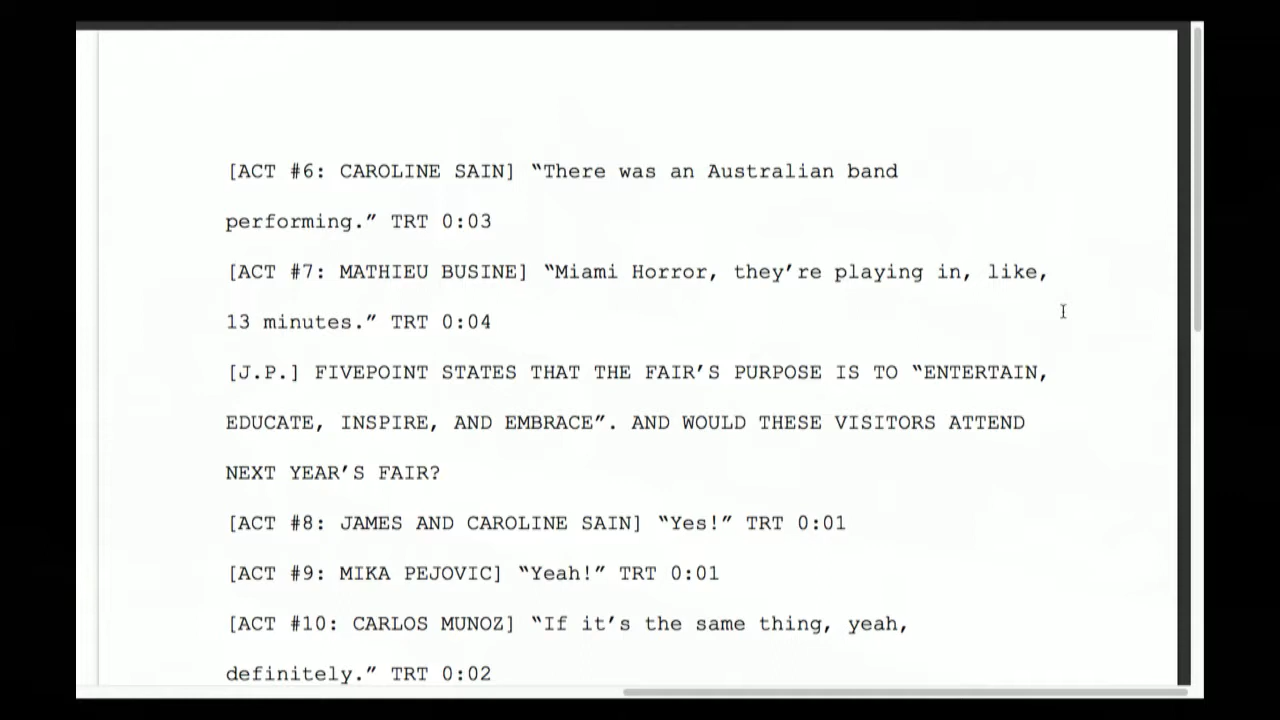 [ACT #6: CAROLINE SAIN] “There was an Australian band
performing.” TRT 0:03
[ACT #7: MATHIEU BUSINE] “Miami Horror, they’re playing in, like,
13 minutes.” TRT 0:04
[J.P.] FIVEPOINT STATES THAT THE FAIR’S PURPOSE IS TO “ENTERTAIN,
EDUCATE, INSPIRE, AND EMBRACE”. AND WOULD THESE VISITORS ATTEND
NEXT YEAR’S FAIR?
[ACT #8: JAMES AND CAROLINE SAIN] “Yes!” TRT 0:01
[ACT #9: MIKA PEJOVIC] “Yeah!” TRT 0:01
[ACT #10: CARLOS MUNOZ] “If it’s the same thing, yeah,
definitely.” TRT 0:02